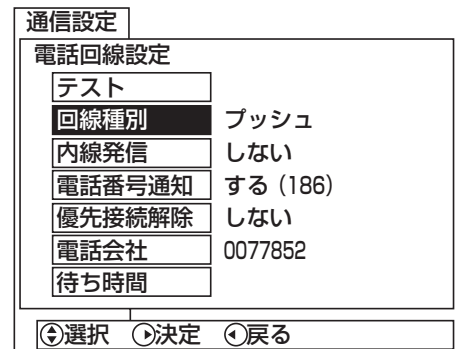 通信設定
電話回線設定
テスト
回線種別 プッシュ
内線発信 しない
電話番号通知 する (186)
優先接続解除 しない
電話会社 0077852
待ち時間
選択 決定 戻る